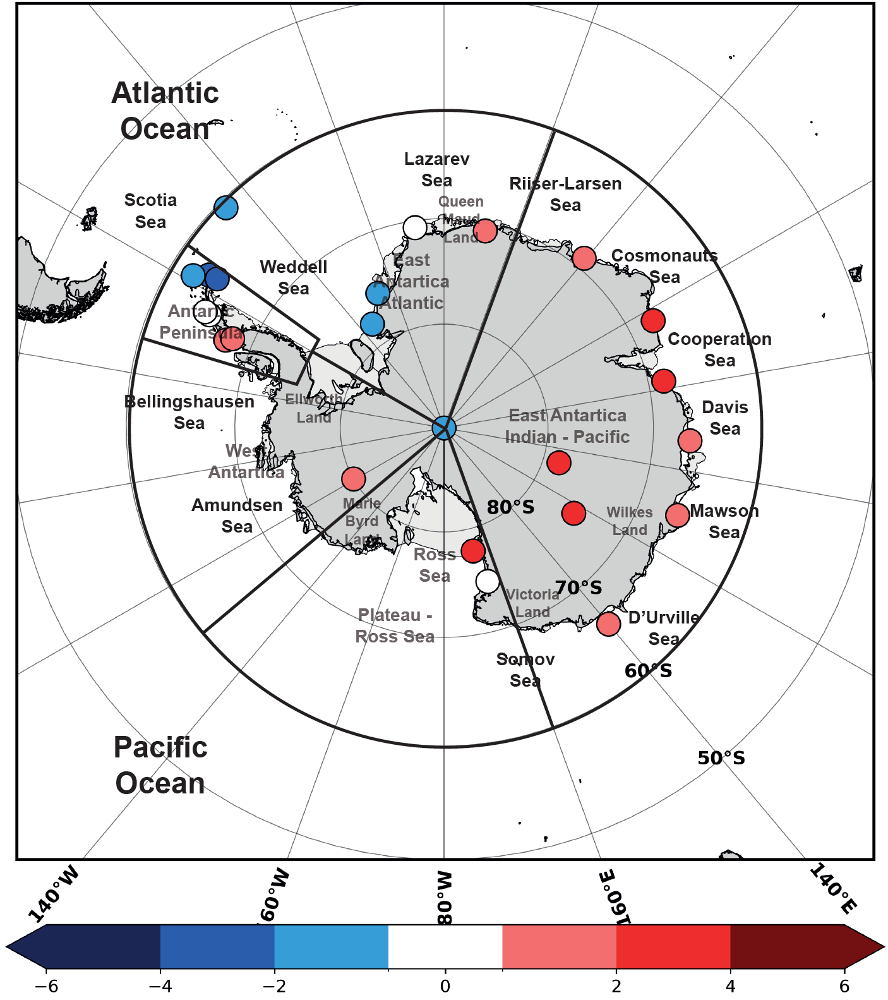 Atlantic
Ocean
Lazarev
Sea
Riiser-Larsen
Sea
Scotia
Sea
Queen
Maud
Land
Weddell
Sea
East
Antartica
Atlantic
Cosmonauts
Sea
Antartic
Peninsula
Cooperation
Sea
Bellingshausen
Sea
Ellworth
Land
East Antartica
Indian - Pacific
Davis
Sea
West
Antartica
Amundsen
Sea
Marie
Byrd
Land
80°S
Wilkes
Land
Mawson
Sea
Ross
Sea
70°S
Victoria
Land
Plateau -
Ross Sea
D’Urville
Sea
Somov
Sea
60°S
Pacific
Ocean
50°S
140°W
60°W
80°W
160°E
140°E
−6 −4 −2 0 2 4 6